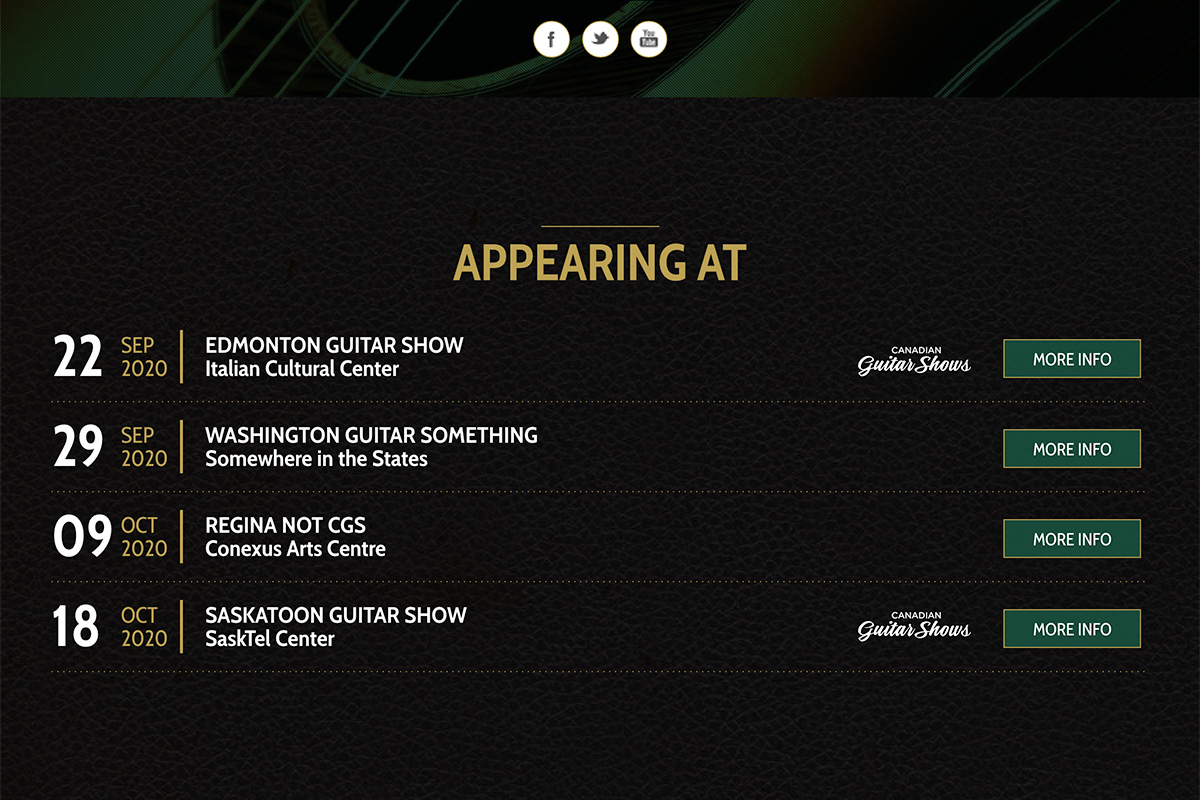 f
You
Tube
APPEARING AT
22 SEP 2020
EDMONTON GUITAR SHOW
Italian Cultural Center
CANADIAN
Guitar Shows
MORE INFO
29 SEP 2020
WASHINGTON GUITAR SOMETHING
Somewhere in the States
MORE INFO
09 OCT 2020
REGINA NOT CGS
Conexus Arts Centre
MORE INFO
18 OCT 2020
SASKATOON GUITAR SHOW
SaskTel Center
CANADIAN
Guitar Shows
MORE INFO